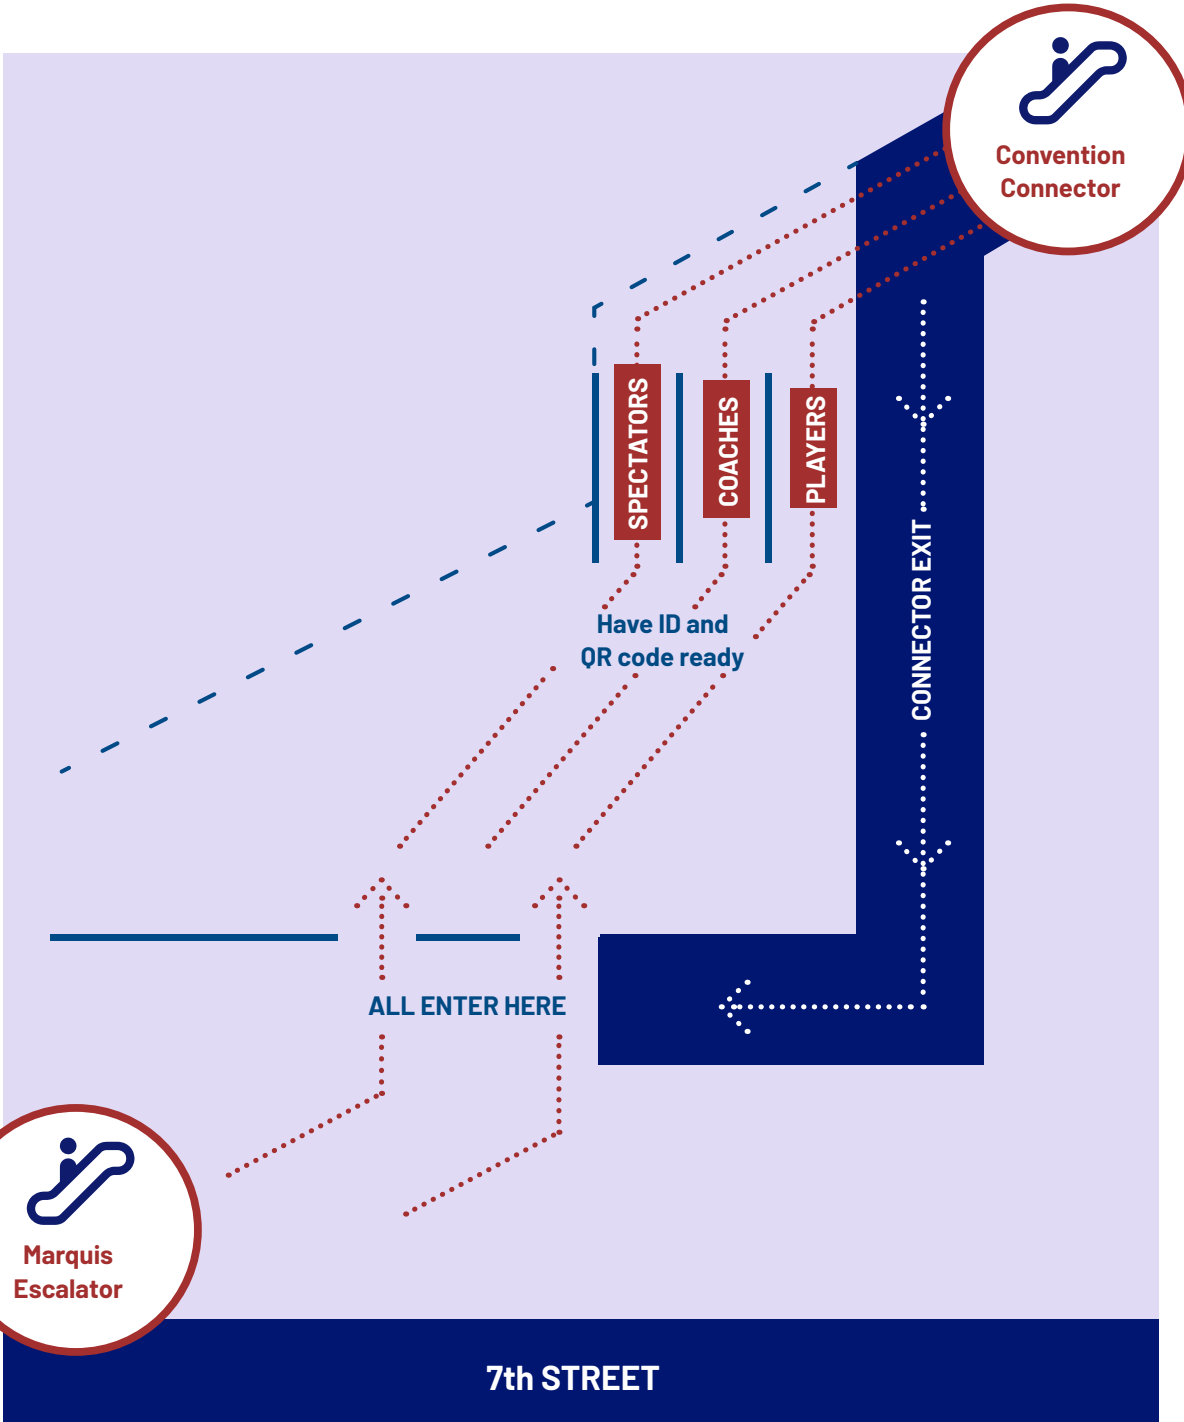 Convention
Connector
SPECTATORS
COACHES
PLAYERS
CONNECTOR EXIT
Have ID and
QR code ready
ALL ENTER HERE
Marquis
Escalator
7th STREET